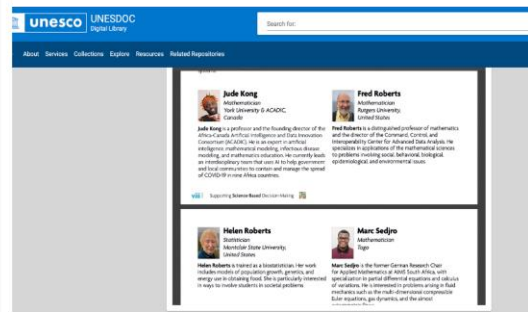 unesco
UNESDOC
Digital Library
Search for:
About Services Collections Explore Resources Related Repositories
Jude Kong
Mathematician
York University & ACADIC,
Canada
Jude Kong is a professor and the founding director of the
Africa-Canada Artificial Intelligence and Data Innovation
Consortium (ACADIC). He is an expert in artificial
intelligence, mathematical modeling, infectious disease
modeling, and mathematics education. He currently leads
an interdisciplinary team that uses AI to help government
and local communities to contain and manage the spread
of COVID-19 in nine Africa countries.
Fred Roberts
Mathematician
Rutgers University,
United States
Fred Roberts is a distinguished professor of mathematics
and the director of the Command, Control, and
Interoperability Center for Advanced Data Analysis. He
specializes in applications of the mathematical sciences
to problems involving social, behavioral, biological,
epidemiological, and environmental issues.
Supporting Science-Based Decision-Making
Helen Roberts
Statistician
Montclair State University,
United States
Helen Roberts is trained as a biostatistician. Her work
includes models of population growth, genetics, and
energy use in obtaining food. She is particularly interested
in ways to involve students in societal problems.
Marc Sedjro
Mathematician
Togo
Marc Sedjro is the former German Research Chair
for Applied Mathematics at AIMS South Africa, with
specialization in partial differential equations and calculus
of variations. He is interested in problems arising in fluid
mechanics such as the multi-dimensional compressible
Euler equations, gas dynamics, and the almost